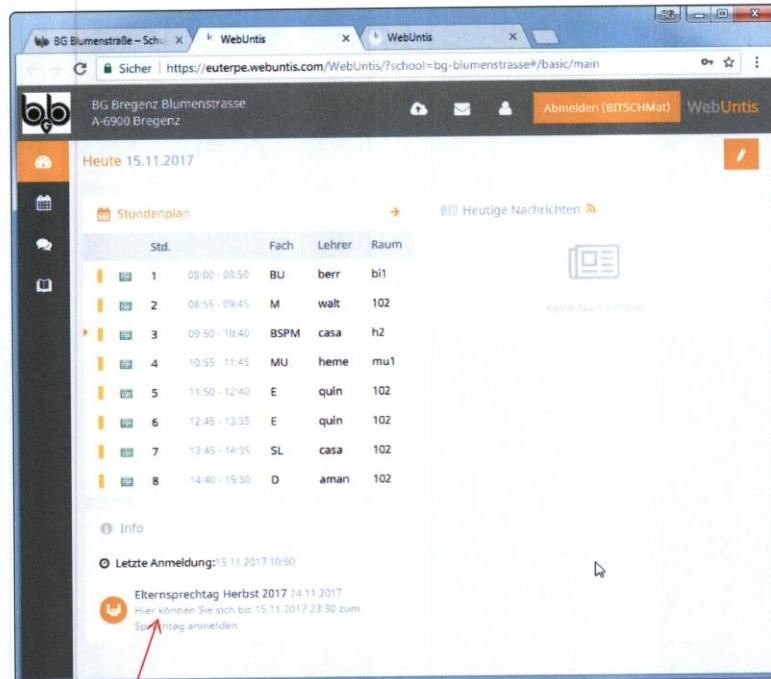 BG
BG Blumenstraße – Schu
WebUntis
WebUntis
Sicher | https://euterpe.webuntis.com/WebUntis/?school=bg-blumenstrasse#/basic/main
bGb
BG Bregenz Blumenstrasse
A-6900 Bregenz
Abmelden (BITSCHMat)
WebUntis
Heute 15.11.2017
Stundenplan
Heutige Nachrichten
Std. Fach Lehrer Raum
1 08:00 - 08:50 BU berr bi1
2 08:55 - 09:45 M walt 102
3 09:50 - 10:40 BSPM casa h2
4 10:55 - 11:45 MU heme mu1
5 11:50 - 12:40 E quin 102
6 12:45 - 13:35 E quin 102
7 13:45 - 14:35 SL casa 102
8 14:40 - 15:30 D aman 102
Keine Nachrichten
Info
Letzte Anmeldung: 15.11.2017 10:00
Elternsprechtag Herbst 2017 24.11.2017
Hier können Sie sich bis 15.11.2017 23:30 zum
Sprechtag anmelden